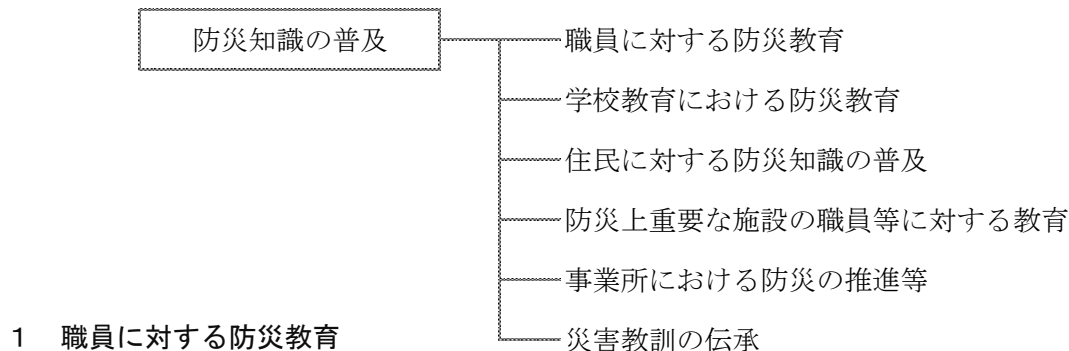 防災知識の普及
職員に対する防災教育
学校教育における防災教育
住民に対する防災知識の普及
防災上重要な施設の職員等に対する教育
事業所における防災の推進等
災害教訓の伝承
1 職員に対する防災教育